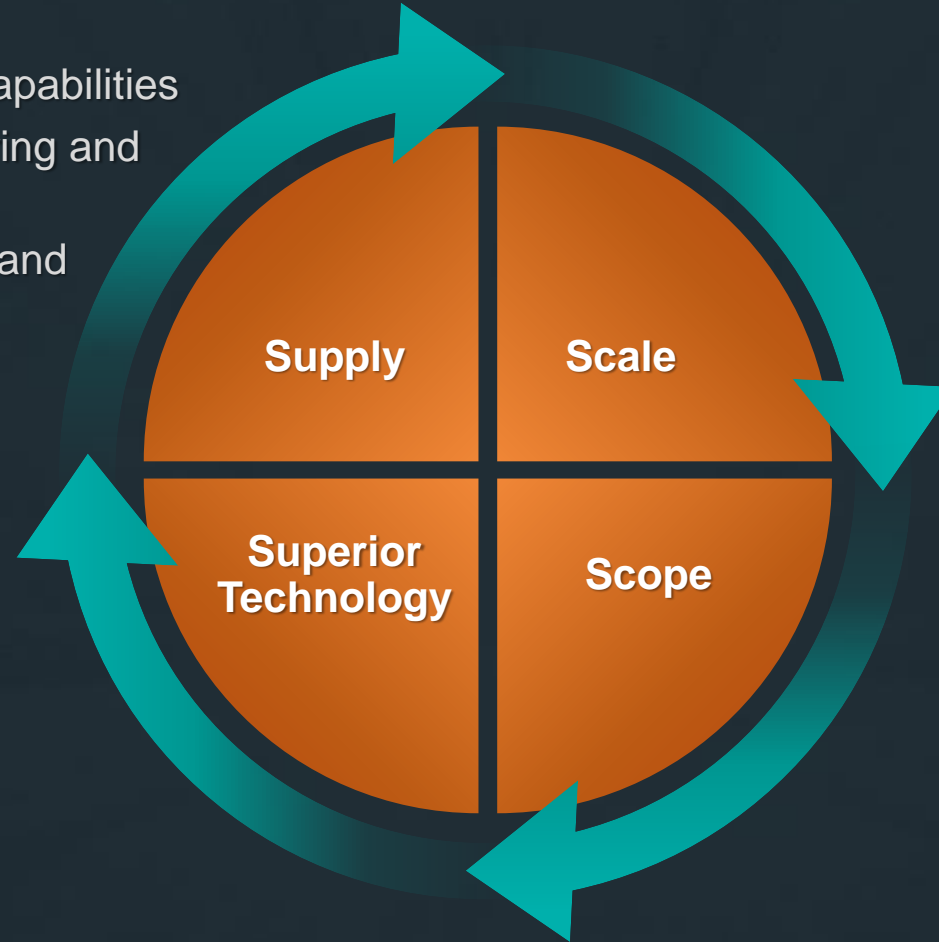 apabilities
ing and
and
Supply
Scale
Superior
Technology
Scope